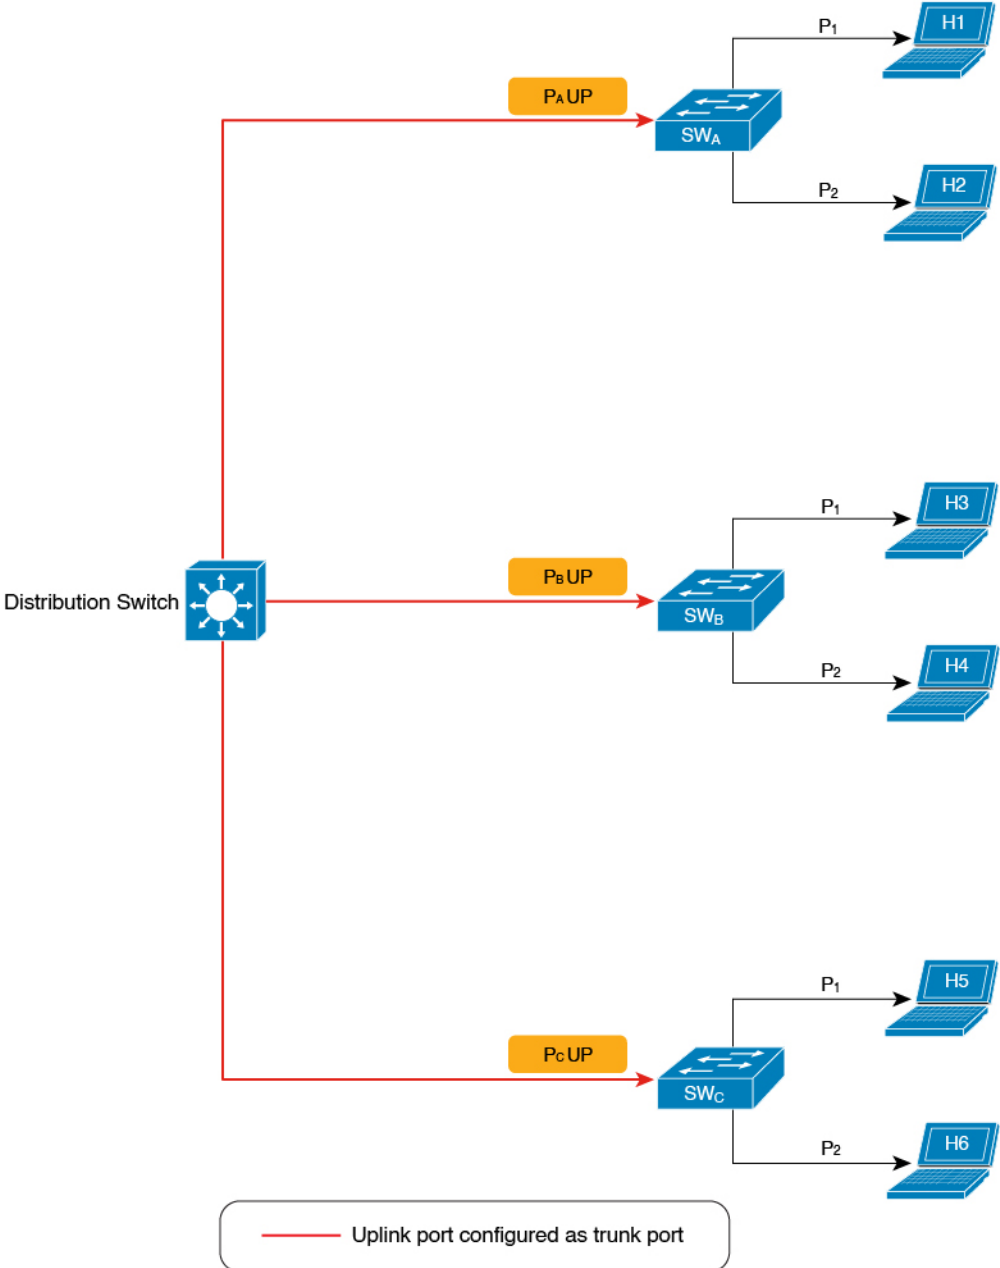 P1
H1
PA UP
SWA
P2
H2
P1
H3
PB UP
Distribution Switch
SWB
P2
H4
P1
H5
PC UP
SWC
P2
H6
Uplink port configured as trunk port